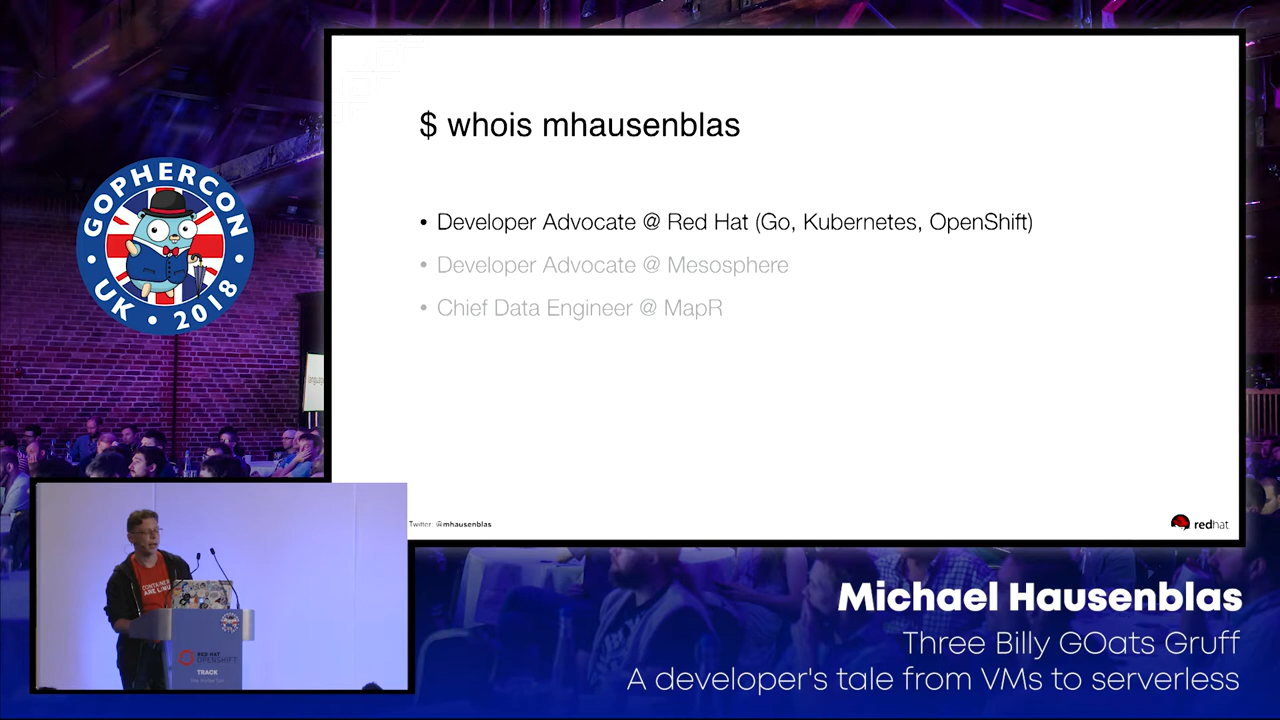 GOPHERCON
UK • 2018
$ whois mhausenblas
• Developer Advocate @ Red Hat (Go, Kubernetes, OpenShift)
• Developer Advocate @ Mesosphere
• Chief Data Engineer @ MapR
Twitter: @mhausenblas
redhat
CONTAINERS
ARE LINUX
RED HAT
OPENSHIFT
TRACK
Michael Hausenblas
Three Billy GOats Gruff
A developer's tale from VMs to serverless